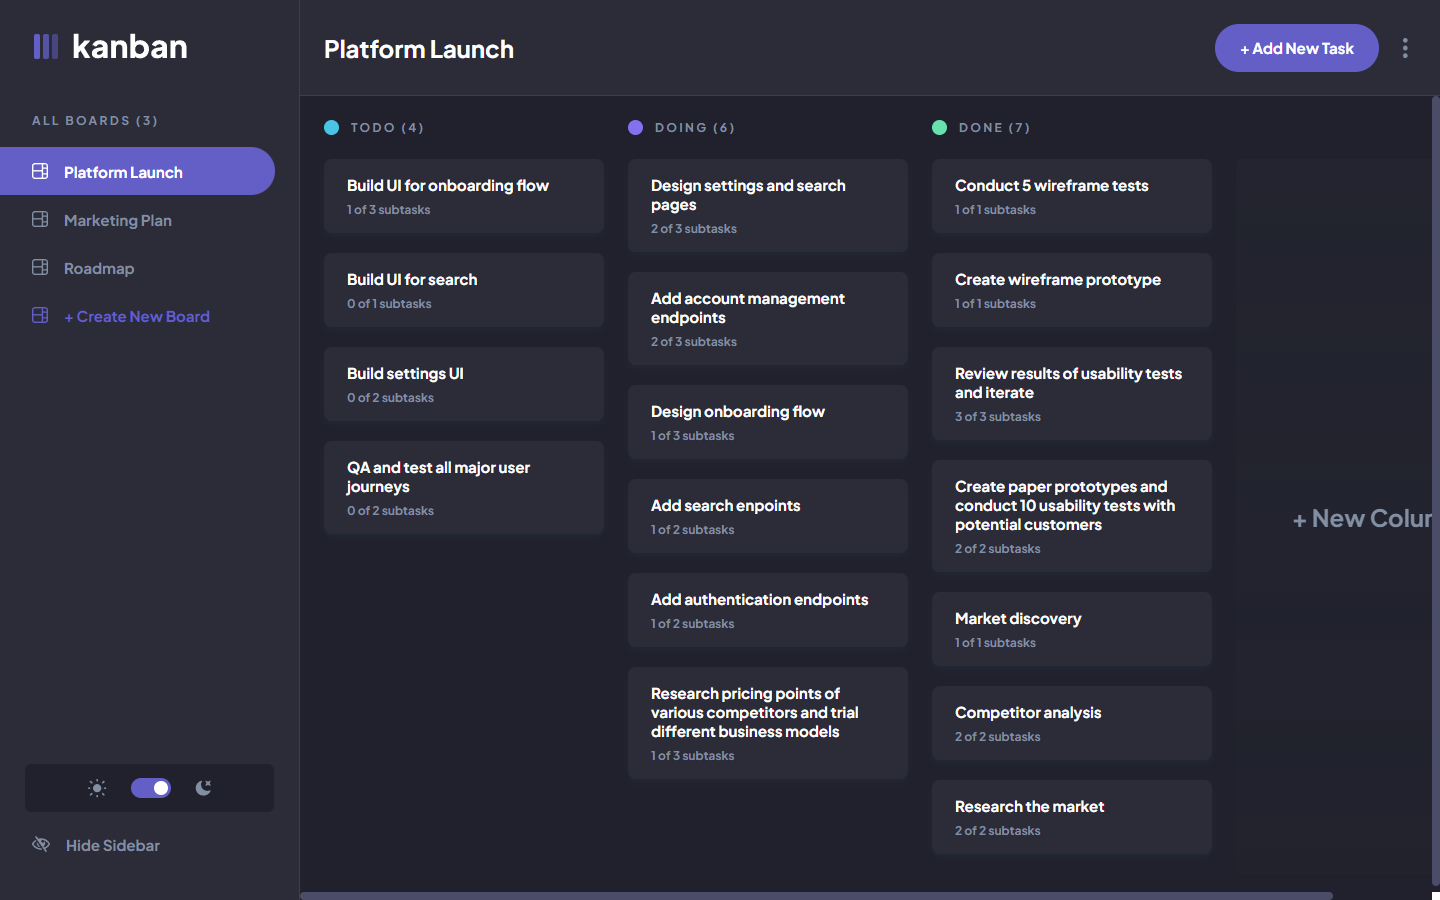 kanban
ALL BOARDS (3)
Platform Launch
Marketing Plan
Roadmap
+ Create New Board
Hide Sidebar
Platform Launch
+ Add New Task
TODO (4)
Build UI for onboarding flow
1 of 3 subtasks
Build UI for search
0 of 1 subtasks
Build settings UI
0 of 2 subtasks
QA and test all major user
journeys
0 of 2 subtasks
DOING (6)
Design settings and search
pages
2 of 3 subtasks
Add account management
endpoints
2 of 3 subtasks
Design onboarding flow
1 of 3 subtasks
Add search enpoints
1 of 2 subtasks
Add authentication endpoints
1 of 2 subtasks
Research pricing points of
various competitors and trial
different business models
1 of 3 subtasks
DONE (7)
Conduct 5 wireframe tests
1 of 1 subtasks
Create wireframe prototype
1 of 1 subtasks
Review results of usability tests
and iterate
3 of 3 subtasks
Create paper prototypes and
conduct 10 usability tests with
potential customers
2 of 2 subtasks
Market discovery
1 of 1 subtasks
Competitor analysis
2 of 2 subtasks
Research the market
2 of 2 subtasks
+ New